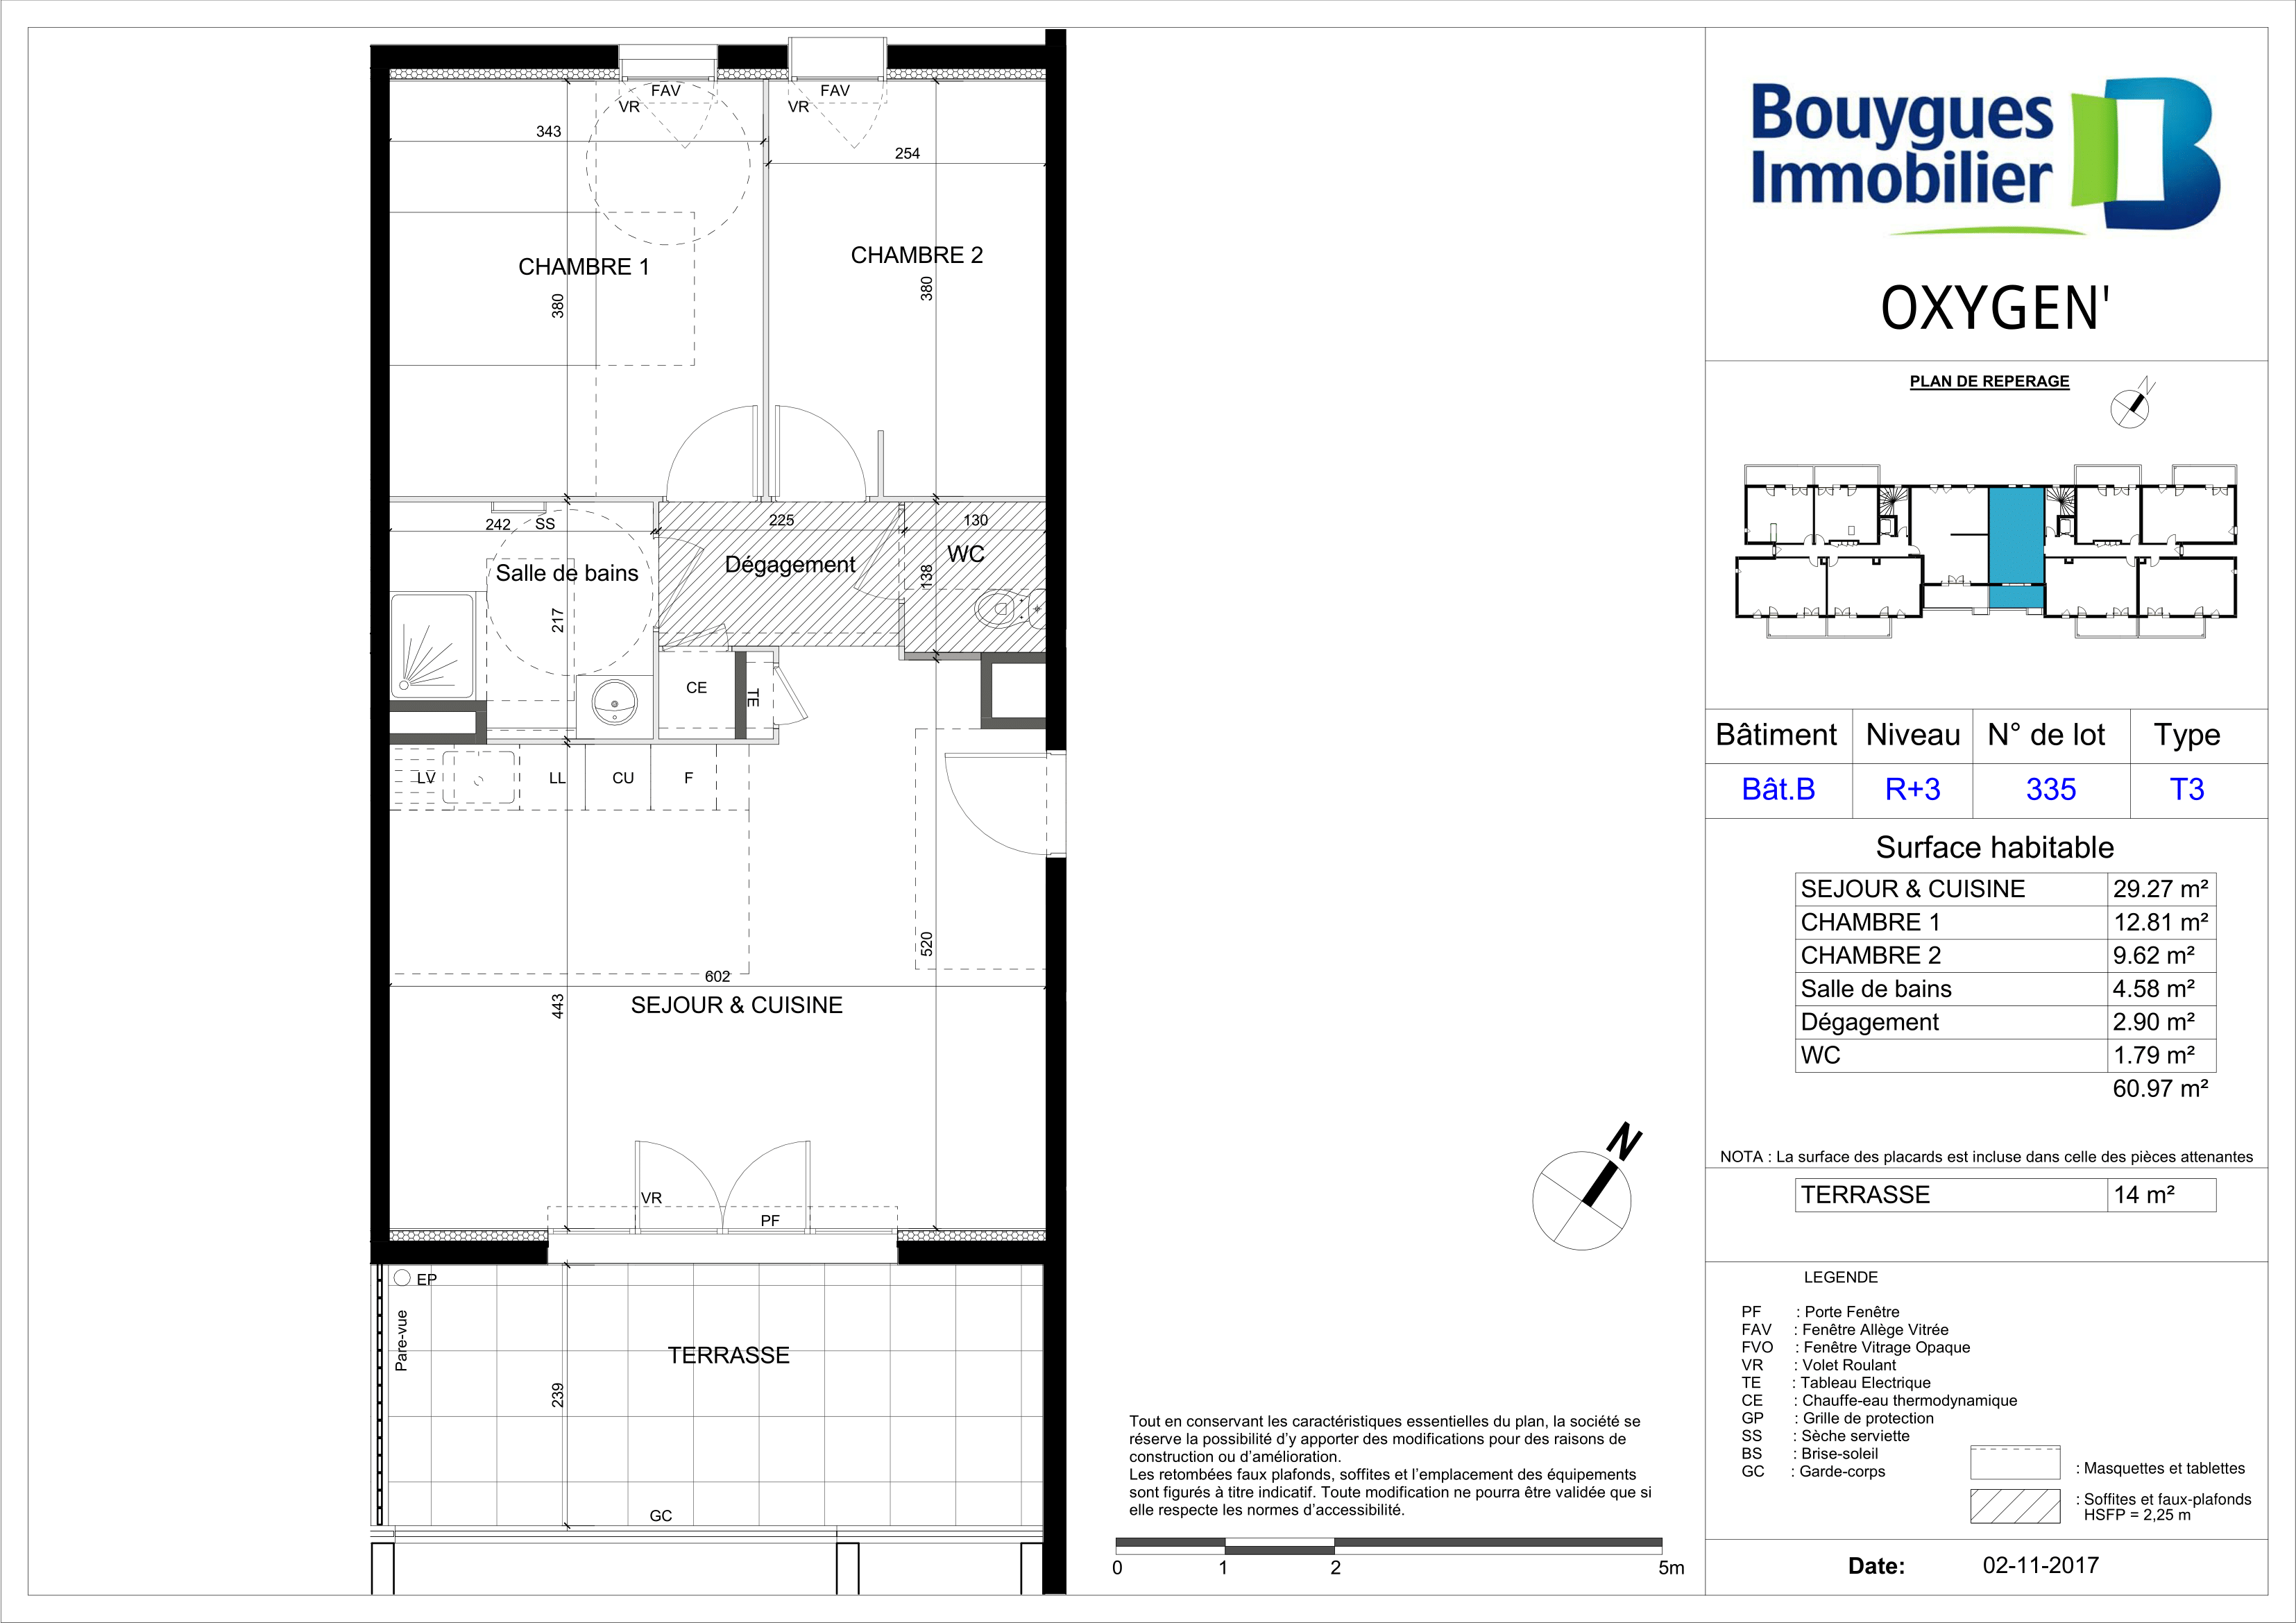 FAV
VR
FAV
VR
343
254
CHAMBRE 1
CHAMBRE 2
380
380
242
SS
225
130
Salle de bains
Dégagement
WC
138
217
CE
TE
LV
LL
CU
F
520
602
443
SEJOUR & CUISINE
VR
PF
EP
Pare-vue
TERRASSE
239
GC
N
Tout en conservant les caractéristiques essentielles du plan, la société se
réserve la possibilité d'y apporter des modifications pour des raisons de
construction ou d'amélioration.
Les retombées faux plafonds, soffites et l'emplacement des équipements
sont figurés à titre indicatif. Toute modification ne pourra être validée que si
elle respecte les normes d'accessibilité.
0 1 2 5m
Bouygues
Immobilier
OXYGEN'
PLAN DE REPERAGE
N
Bâtiment Niveau N° de lot Type
Bât.B R+3 335 T3
Surface habitable
SEJOUR & CUISINE 29.27 m²
CHAMBRE 1 12.81 m²
CHAMBRE 2 9.62 m²
Salle de bains 4.58 m²
Dégagement 2.90 m²
WC 1.79 m²
60.97 m²
NOTA : La surface des placards est incluse dans celle des pièces attenantes
TERRASSE 14 m²
LEGENDE
PF : Porte Fenêtre
FAV : Fenêtre Allège Vitrée
FVO : Fenêtre Vitrage Opaque
VR : Volet Roulant
TE : Tableau Electrique
CE : Chauffe-eau thermodynamique
GP : Grille de protection
SS : Sèche serviette
BS : Brise-soleil
GC : Garde-corps
: Masquettes et tablettes
: Soffites et faux-plafonds
HSFP = 2,25 m
Date: 02-11-2017